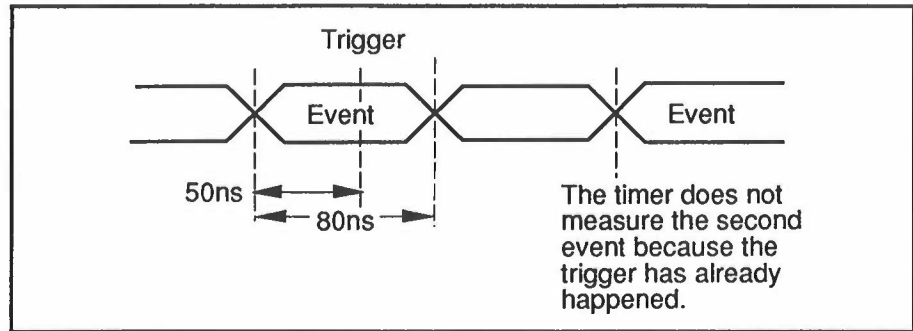 Trigger
Event
Event
50ns
80ns
The timer does not
measure the second
event because the
trigger has already
happened.